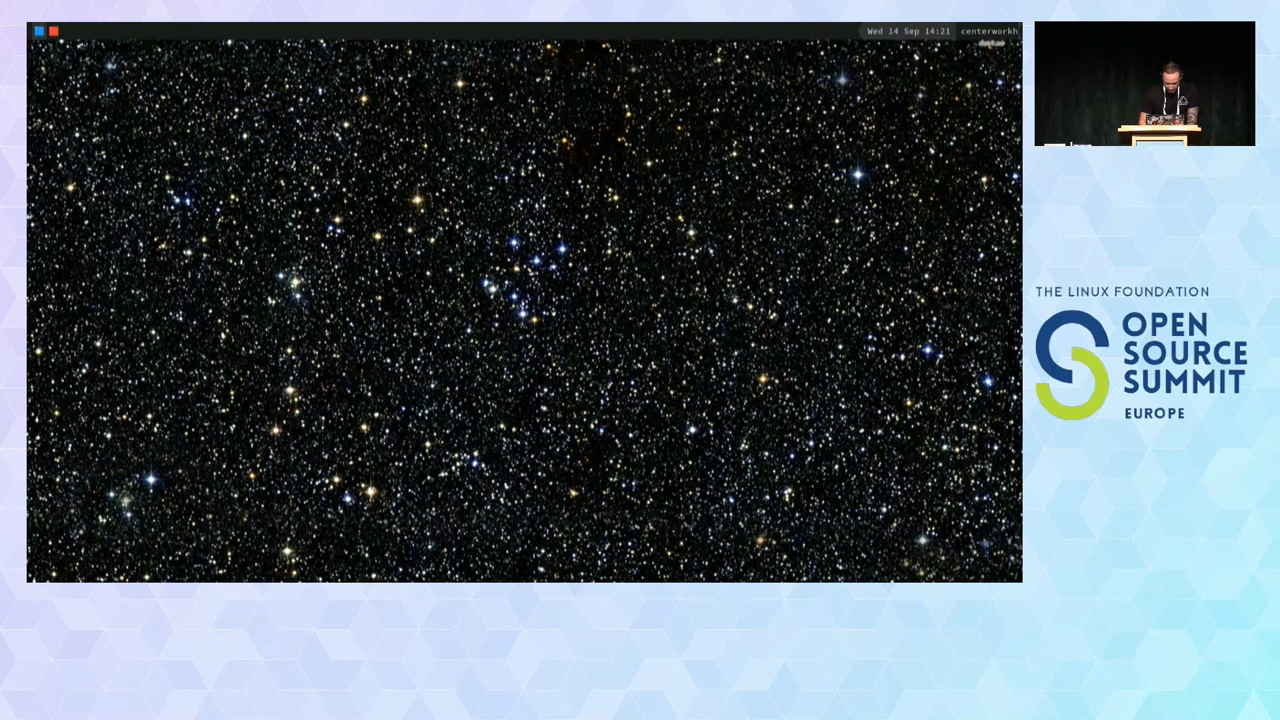 Wed 14 Sep 14:21 centerworkh
THE LINUX FOUNDATION
OPEN
SOURCE
SUMMIT
EUROPE